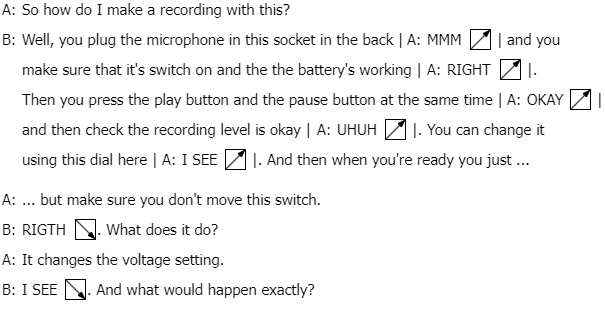 A: So how do I make a recording with this?
B: Well, you plug the microphone in this socket in the back | A: MMM | and you
make sure that it's switch on and the the battery's working | A: RIGHT |.
Then you press the play button and the pause button at the same time | A: OKAY |
and then check the recording level is okay | A: UHUH |. You can change it
using this dial here | A: I SEE |. And then when you're ready you just ...
A: ... but make sure you don't move this switch.
B: RIGTH . What does it do?
A: It changes the voltage setting.
B: I SEE . And what would happen exactly?